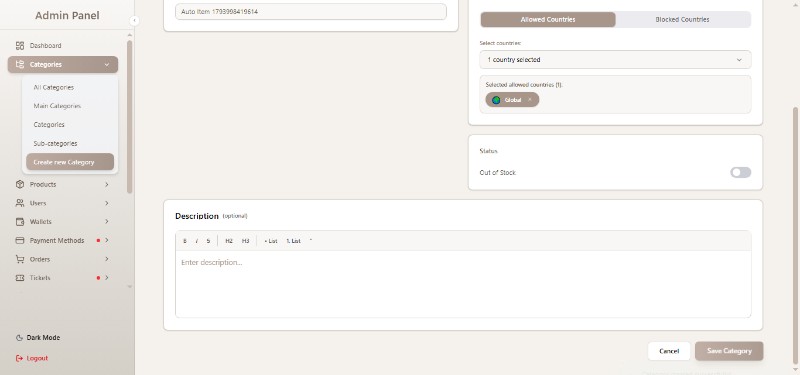 Admin Panel
Dashboard
Categories
All Categories
Main Categories
Categories
Sub-categories
Create new Category
Products
Users
Wallets
Payment Methods
Orders
Tickets
Dark Mode
Logout
Auto Item 1793998419614
Allowed Countries
Blocked Countries
Select countries:
1 country selected
Selected allowed countries (1):
Global ×
Status
Out of Stock
Description (optional)
B I S H2 H3 • List 1. List "
Enter description...
Cancel
Save Category